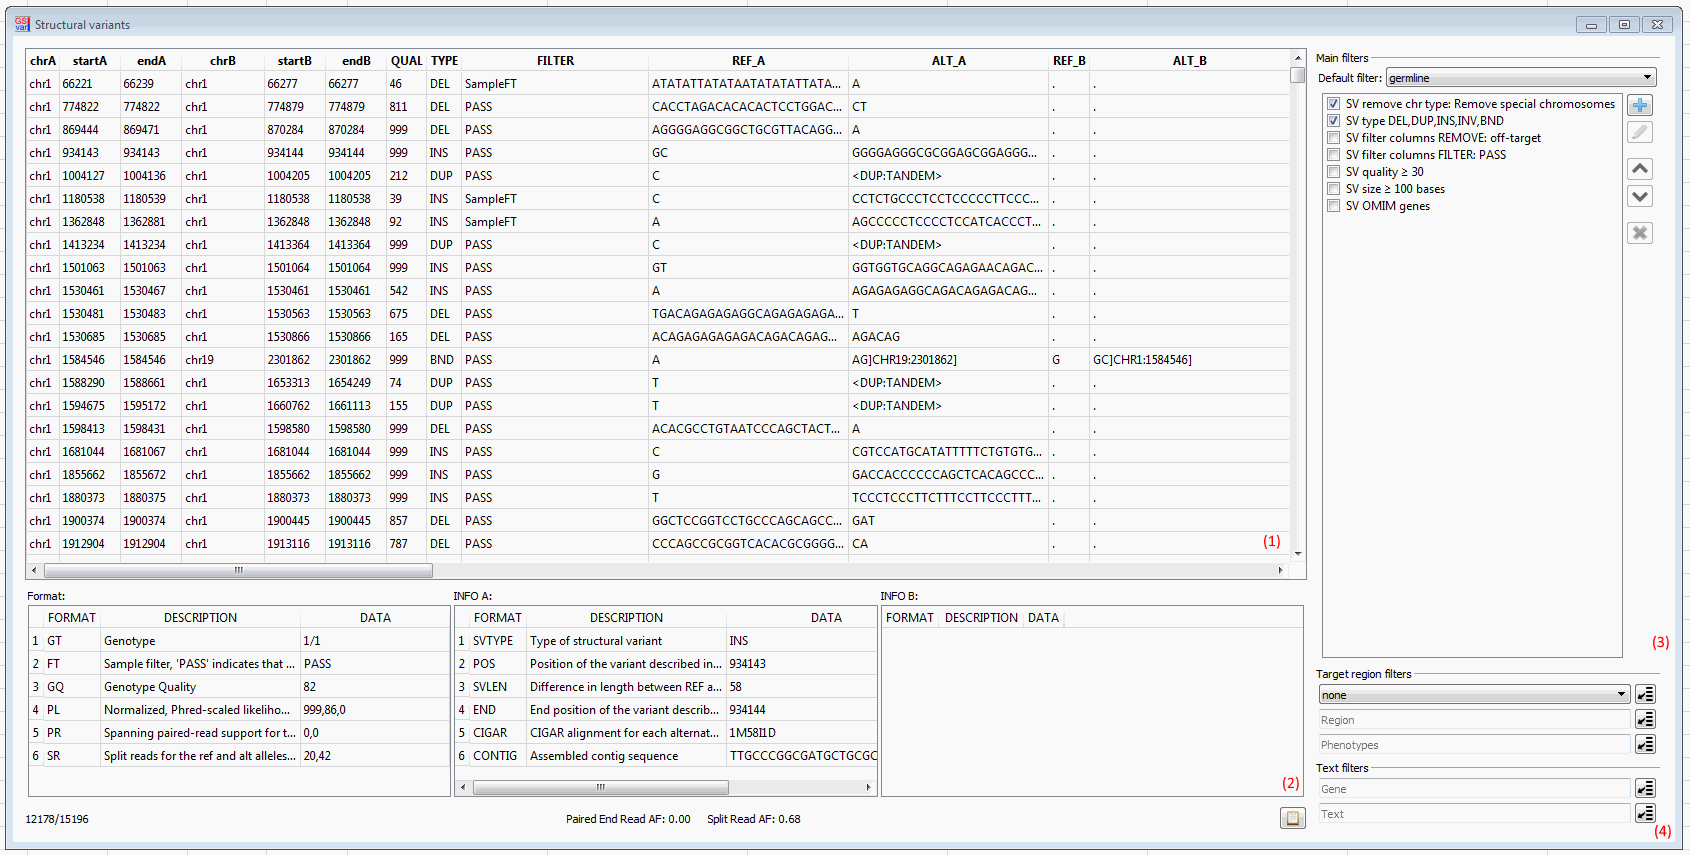 GS var Structural variants
chrA startA endA chrB startB endB QUAL TYPE FILTER REF_A ALT_A REF_B ALT_B
chr1 66221 66239 chr1 66277 66277 46 DEL SampleFT ATATATTATATAATATATATATTATA... A . .
chr1 774822 774822 chr1 774879 774879 811 DEL PASS CACCTAGACACACACTCCTGGAC... CT . .
chr1 869444 869471 chr1 870284 870284 999 DEL PASS AGGGGAGGCGGCTGCGTTACAGG... A . .
chr1 934143 934143 chr1 934144 934144 999 INS PASS GC GGGGAGGGCGCGGAGCGGAGGG... . .
chr1 1004127 1004136 chr1 1004205 1004205 212 DUP PASS C <DUP:TANDEM> . .
chr1 1180538 1180539 chr1 1180538 1180538 39 INS SampleFT C CCTCTGCCCTCCTCCCCCTTCCC... . .
chr1 1362848 1362881 chr1 1362848 1362848 92 INS SampleFT A AGCCCCCTCCCCTCCATCACCCT... . .
chr1 1413234 1413234 chr1 1413364 1413364 999 DUP PASS C <DUP:TANDEM> . .
chr1 1501063 1501063 chr1 1501064 1501064 999 INS PASS GT GGTGGTGCAGGCAGAGAACAGAC... . .
chr1 1530461 1530467 chr1 1530461 1530461 542 INS PASS A AGAGAGAGGCAGACAGAGACAG... . .
chr1 1530481 1530483 chr1 1530563 1530563 675 DEL PASS TGACAGAGAGAGGCAGAGAGAGA... T . .
chr1 1530685 1530685 chr1 1530866 1530866 165 DEL PASS ACAGAGAGAGAGACAGACAGAG... AGACAG . .
chr1 1584546 1584546 chr19 2301862 2301862 999 BND PASS A AG]CHR19:2301862] G GC]CHR1:1584546]
chr1 1588290 1588661 chr1 1653313 1654249 74 DUP PASS T <DUP:TANDEM> . .
chr1 1594675 1595172 chr1 1660762 1661113 155 DUP PASS T <DUP:TANDEM> . .
chr1 1598413 1598431 chr1 1598580 1598580 999 DEL PASS ACACGCCTGTAATCCCAGCTACT... A . .
chr1 1681044 1681067 chr1 1681044 1681044 999 INS PASS C CGTCCATGCATATTTTTCTGTGTG... . .
chr1 1855662 1855672 chr1 1855662 1855662 999 INS PASS G GACCACCCCCCAGCTCACAGCCC... . .
chr1 1880373 1880375 chr1 1880373 1880373 999 INS PASS T TCCCTCCCTTCTTTCCTTCCCTTT... . .
chr1 1900374 1900374 chr1 1900445 1900445 857 DEL PASS GGCTCCGGTCCTGCCCAGCAGCC... GAT . .
chr1 1912904 1912904 chr1 1913116 1913116 787 DEL PASS CCCAGCCGCGGTCACACGCGGGG... CA . .
(1)
Main filters
Default filter: germline
SV remove chr type: Remove special chromosomes
SV type DEL,DUP,INS,INV,BND
SV filter columns REMOVE: off-target
SV filter columns FILTER: PASS
SV quality ≥ 30
SV size ≥ 100 bases
SV OMIM genes
(3)
Format:
FORMAT DESCRIPTION DATA
1 GT Genotype 1/1
2 FT Sample filter, 'PASS' indicates that ... PASS
3 GQ Genotype Quality 82
4 PL Normalized, Phred-scaled likeliho... 999,86,0
5 PR Spanning paired-read support for t... 0,0
6 SR Split reads for the ref and alt alleles... 20,42
INFO A:
FORMAT DESCRIPTION DATA
1 SVTYPE Type of structural variant INS
2 POS Position of the variant described in... 934143
3 SVLEN Difference in length between REF a... 58
4 END End position of the variant describ... 934144
5 CIGAR CIGAR alignment for each alternat... 1M58I1D
6 CONTIG Assembled contig sequence TTGCCCGGCGATGCTGCGC
INFO B:
FORMAT DESCRIPTION DATA
(2)
Target region filters
none
Region
Phenotypes
Text filters
Gene
Text
(4)
12178/15196
Paired End Read AF: 0.00 Split Read AF: 0.68